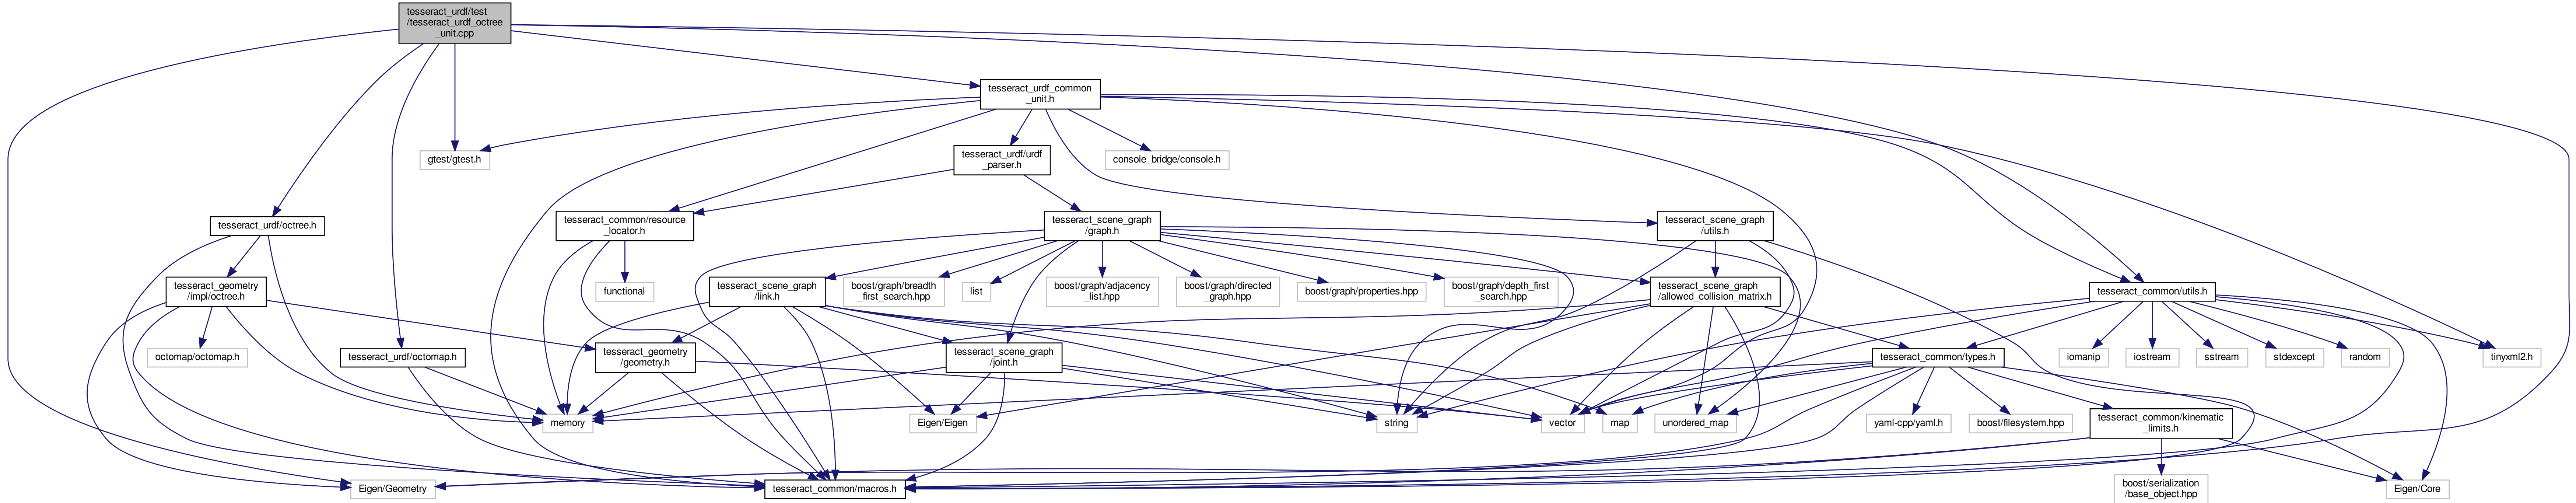 tesseract_urdf/test
/tesseract_urdf_octree
_unit.cpp
tesseract_urdf_common
_unit.h
gtest/gtest.h
tesseract_urdf/urdf
_parser.h
console_bridge/console.h
tesseract_urdf/octree.h
tesseract_common/resource
_locator.h
tesseract_scene_graph
/graph.h
tesseract_scene_graph
/utils.h
tesseract_geometry
/impl/octree.h
functional
tesseract_scene_graph
/link.h
boost/graph/breadth
_first_search.hpp
list
boost/graph/adjacency
_list.hpp
boost/graph/directed
_graph.hpp
boost/graph/properties.hpp
boost/graph/depth_first
_search.hpp
tesseract_scene_graph
/allowed_collision_matrix.h
tesseract_common/utils.h
octomap/octomap.h
tesseract_urdf/octomap.h
tesseract_geometry
/geometry.h
tesseract_scene_graph
/joint.h
tesseract_common/types.h
iomanip
iostream
sstream
stdexcept
random
tinyxml2.h
memory
Eigen/Eigen
string
vector
map
unordered_map
yaml-cpp/yaml.h
boost/filesystem.hpp
tesseract_common/kinematic
_limits.h
Eigen/Geometry
tesseract_common/macros.h
boost/serialization
/base_object.hpp
Eigen/Core